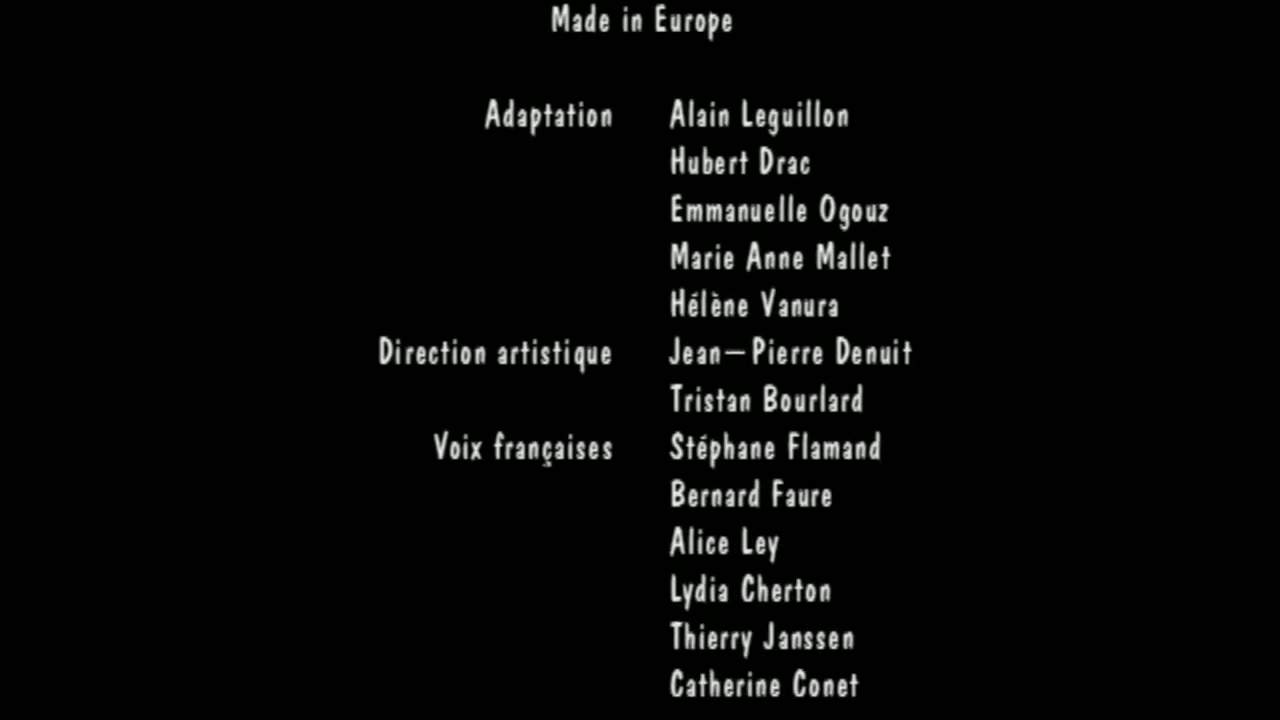 Made in Europe
Adaptation Alain Leguillon
Hubert Drac
Emmanuelle Ogouz
Marie Anne Mallet
Hélène Vanura
Direction artistique Jean–Pierre Denuit
Tristan Bourlard
Voix françaises Stéphane Flamand
Bernard Faure
Alice Ley
Lydia Cherton
Thierry Janssen
Catherine Conet